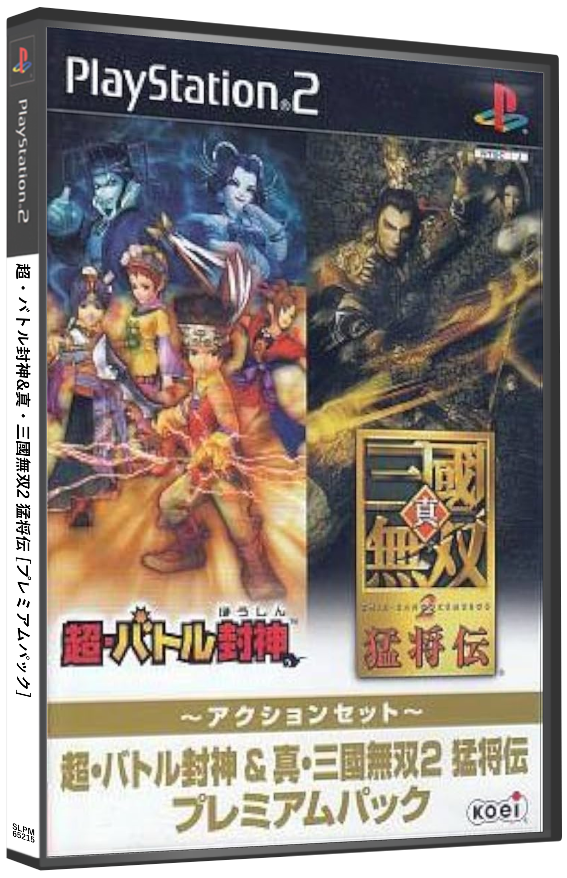 PlayStation®2
超・バトル封神&真・三國無双2 猛将伝 [プレミアムパック]
SLPM
65215
PlayStation®2
NTSC J
ほうしん
超・バトル封神
TM
三國
真
無双
2
猛将伝
～アクションセット～
超・バトル封神 & 真・三國無双2 猛将伝
プレミアムパック
KOEI